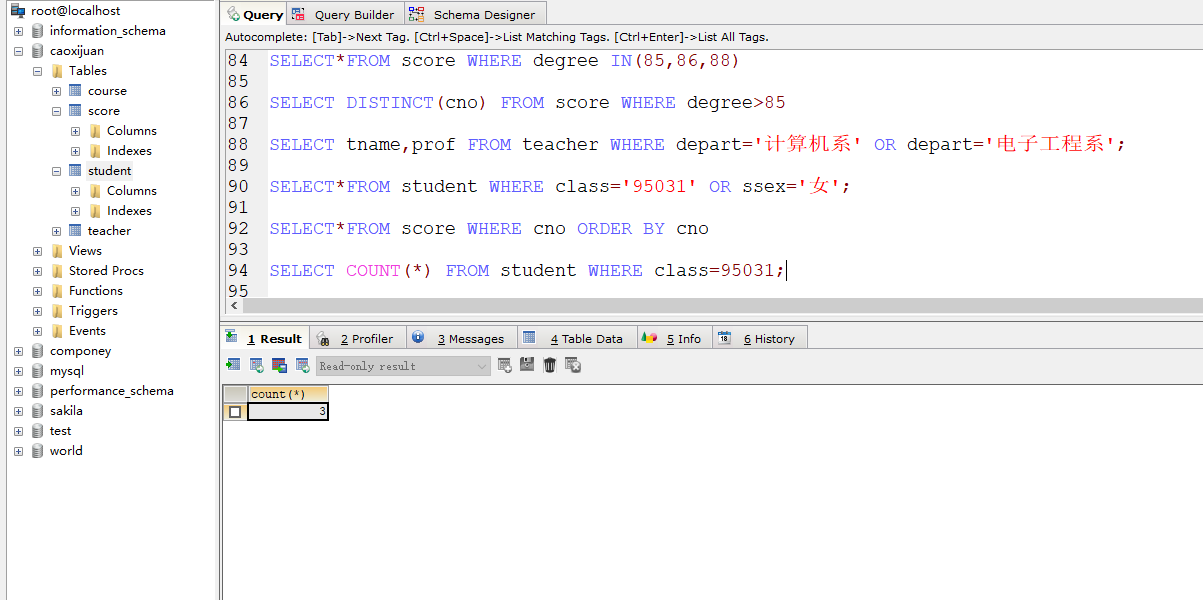 root@localhost
information_schema
caoxijuan
Tables
course
score
Columns
Indexes
student
Columns
Indexes
teacher
Views
Stored Procs
Functions
Triggers
Events
componey
mysql
performance_schema
sakila
test
world
Query Query Builder Schema Designer
Autocomplete: [Tab]->Next Tag. [Ctrl+Space]->List Matching Tags. [Ctrl+Enter]->List All Tags.
84 SELECT*FROM score WHERE degree IN(85,86,88)
85
86 SELECT DISTINCT(cno) FROM score WHERE degree>85
87
88 SELECT tname,prof FROM teacher WHERE depart='计算机系' OR depart='电子工程系';
89
90 SELECT*FROM student WHERE class='95031' OR ssex='女';
91
92 SELECT*FROM score WHERE cno ORDER BY cno
93
94 SELECT COUNT(*) FROM student WHERE class=95031;
95
1 Result 2 Profiler 3 Messages 4 Table Data 5 Info 18 6 History
Read-only result
count(*)
3